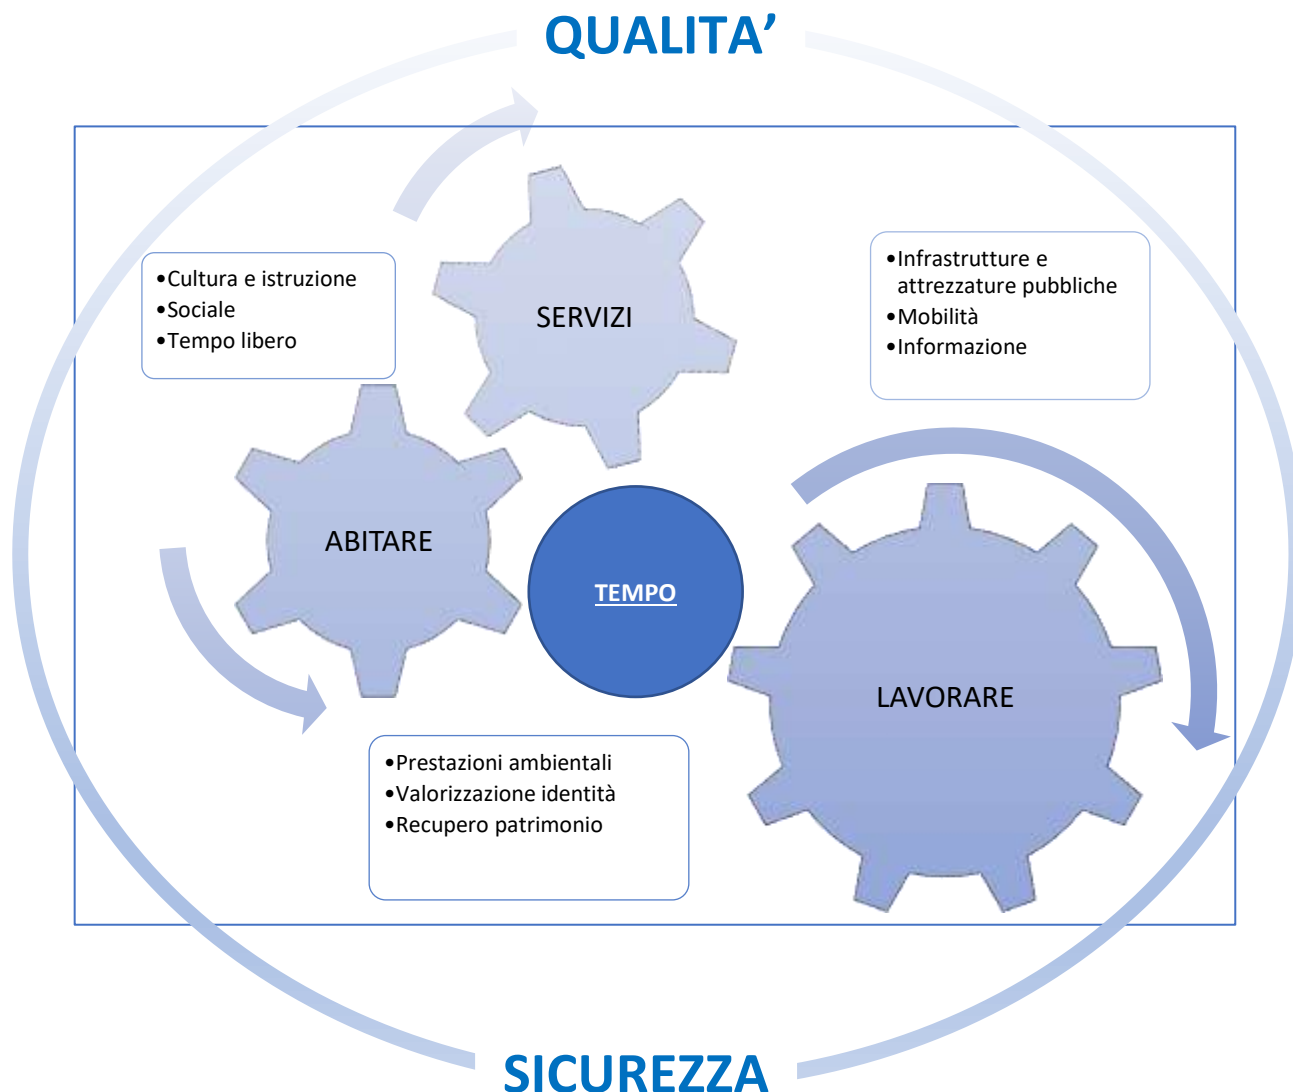 QUALITA’
•Cultura e istruzione
•Sociale
•Tempo libero
SERVIZI
•Infrastrutture e
attrezzature pubbliche
•Mobilità
•Informazione
ABITARE
TEMPO
LAVORARE
•Prestazioni ambientali
•Valorizzazione identità
•Recupero patrimonio
SICUREZZA